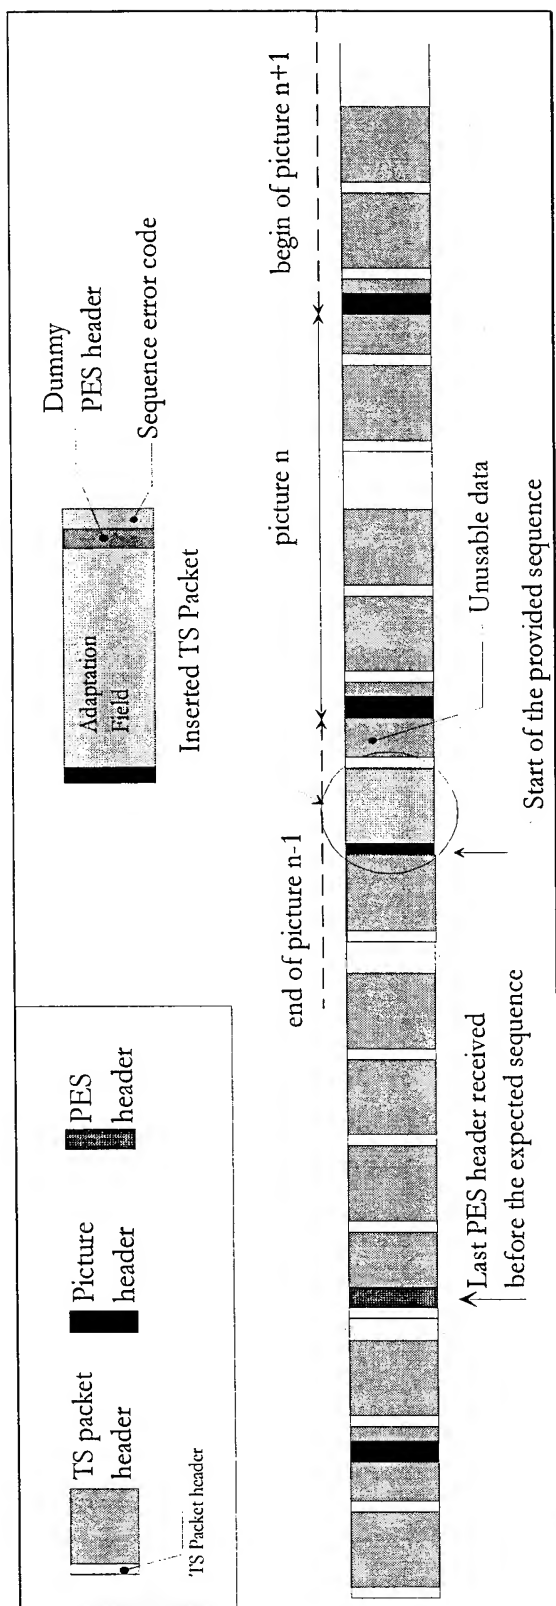 TS packet
header
Picture
header
PES
header
TS Packet header
Adaptation
Field
Dummy
PES header
Sequence error code
Inserted TS Packet
end of picture n-1
picture n
begin of picture n+1
Last PES header received
before the expected sequence
Start of the provided sequence
Unusable data